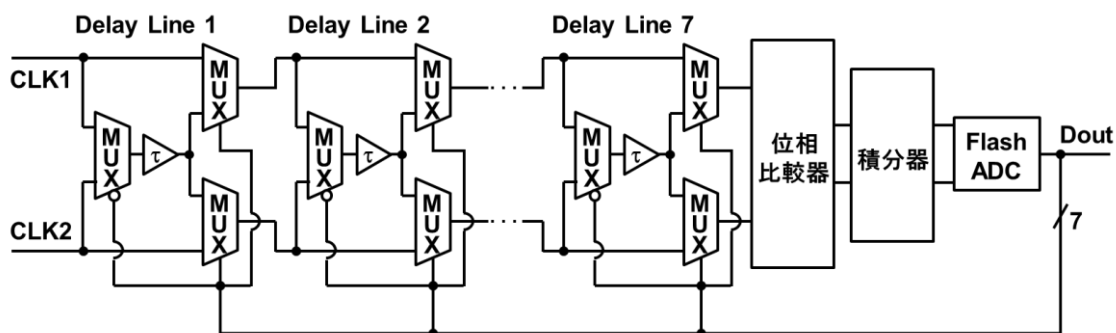 Delay Line 1
Delay Line 2
Delay Line 7
CLK1
CLK2
MUX
τ
MUX
MUX
MUX
τ
MUX
MUX
MUX
τ
MUX
MUX
位相
比較器
積分器
Flash
ADC
Dout
7